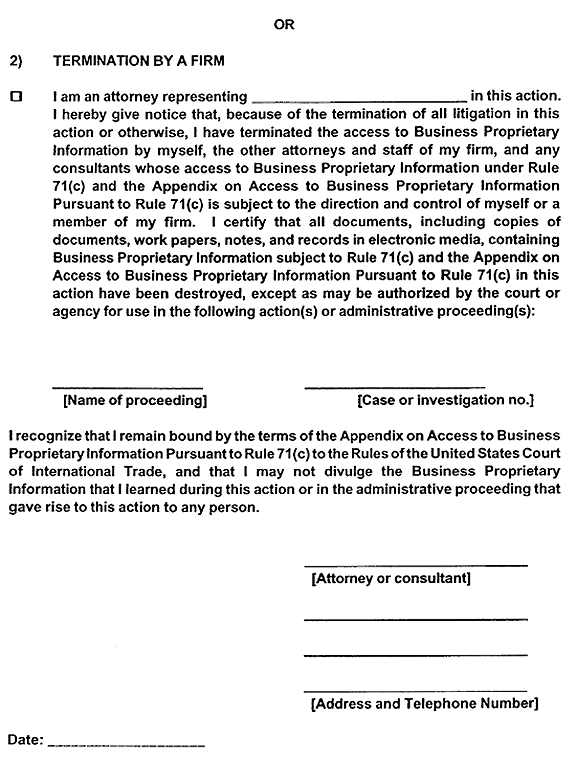 OR
2) TERMINATION BY A FIRM
☐ I am an attorney representing ______________________________ in this action.
I hereby give notice that, because of the termination of all litigation in this
action or otherwise, I have terminated the access to Business Proprietary
Information by myself, the other attorneys and staff of my firm, and any
consultants whose access to Business Proprietary Information under Rule
71(c) and the Appendix on Access to Business Proprietary Information
Pursuant to Rule 71(c) is subject to the direction and control of myself or a
member of my firm. I certify that all documents, including copies of
documents, work papers, notes, and records in electronic media, containing
Business Proprietary Information subject to Rule 71(c) and the Appendix on
Access to Business Proprietary Information Pursuant to Rule 71(c) in this
action have been destroyed, except as may be authorized by the court or
agency for use in the following action(s) or administrative proceeding(s):
[Name of proceeding] [Case or investigation no.]
I recognize that I remain bound by the terms of the Appendix on Access to Business
Proprietary Information Pursuant to Rule 71(c) to the Rules of the United States Court
of International Trade, and that I may not divulge the Business Proprietary
Information that I learned during this action or in the administrative proceeding that
gave rise to this action to any person.
[Attorney or consultant]
[Address and Telephone Number]
Date: ______________________